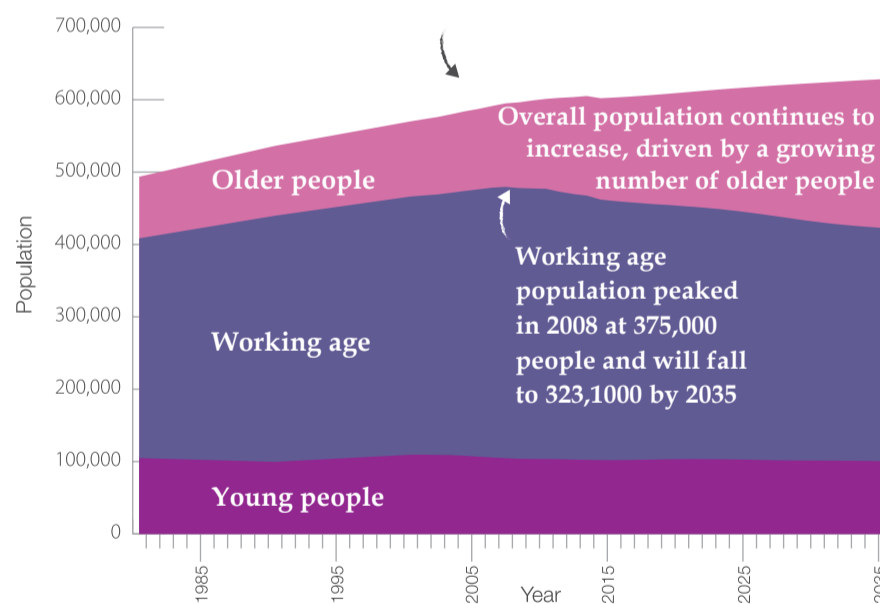 700,000
600,000
500,000
400,000
300,000
200,000
100,000
0
Population
Overall population continues to
increase, driven by a growing
number of older people
Older people
Working age
population peaked
in 2008 at 375,000
people and will fall
to 323,1000 by 2035
Working age
Young people
1985
1995
2005
2015
2025
2035
Year